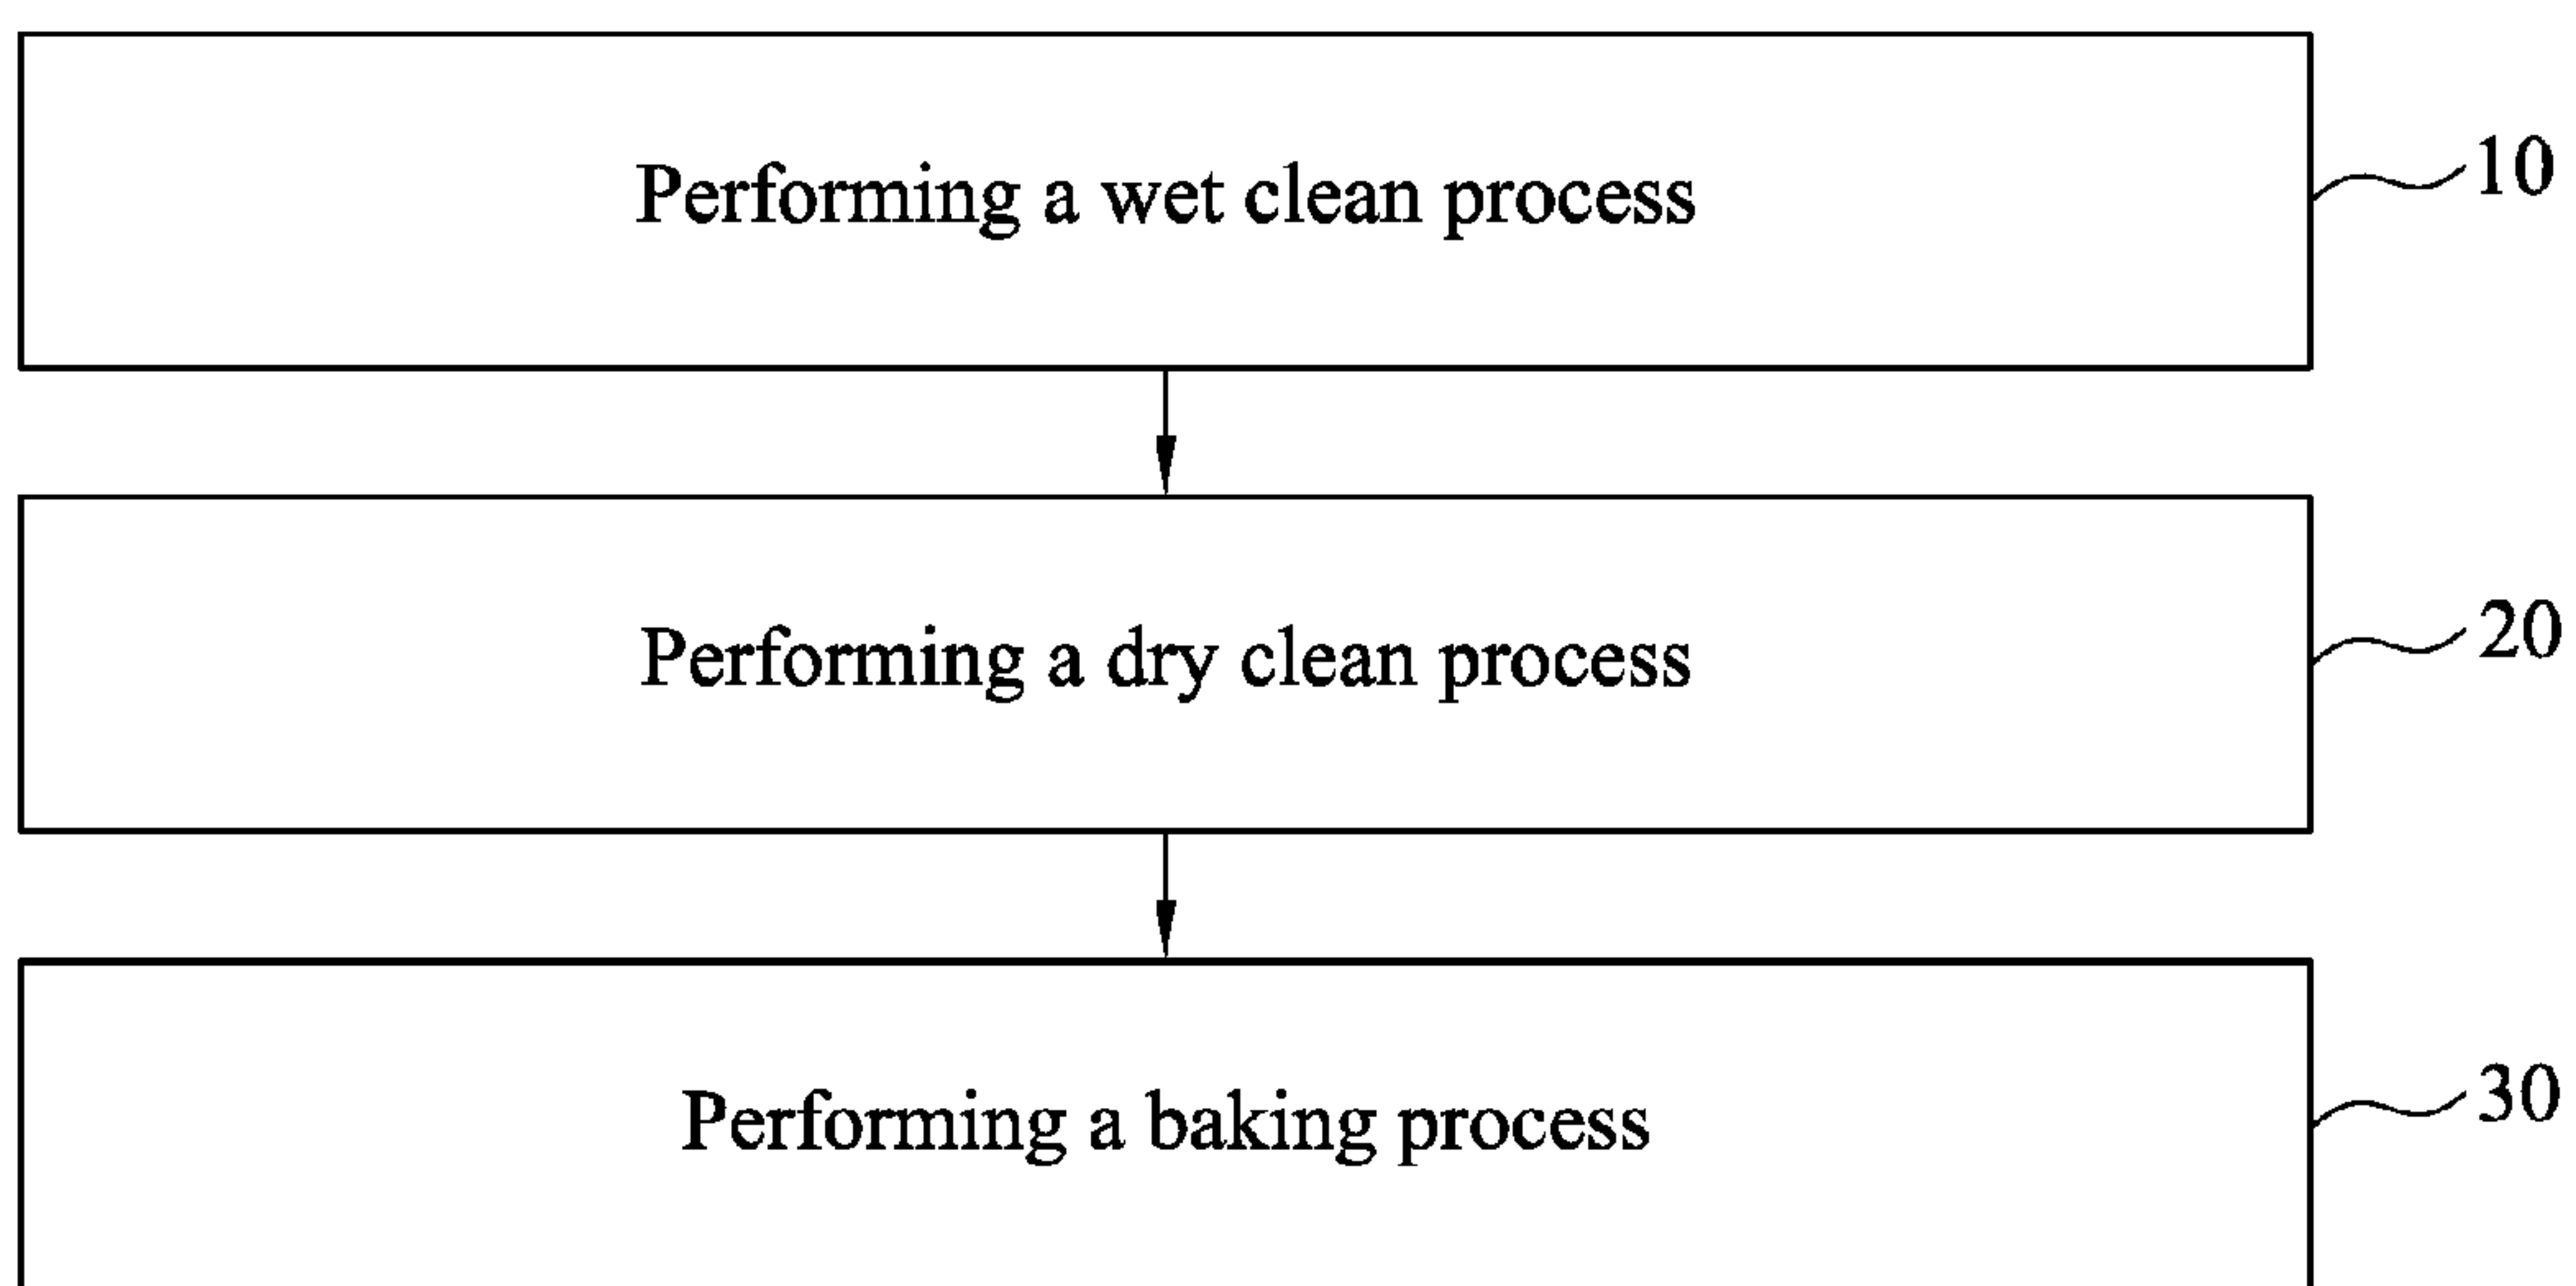 Performing a wet clean process
10
Performing a dry clean process
20
Performing a baking process
30